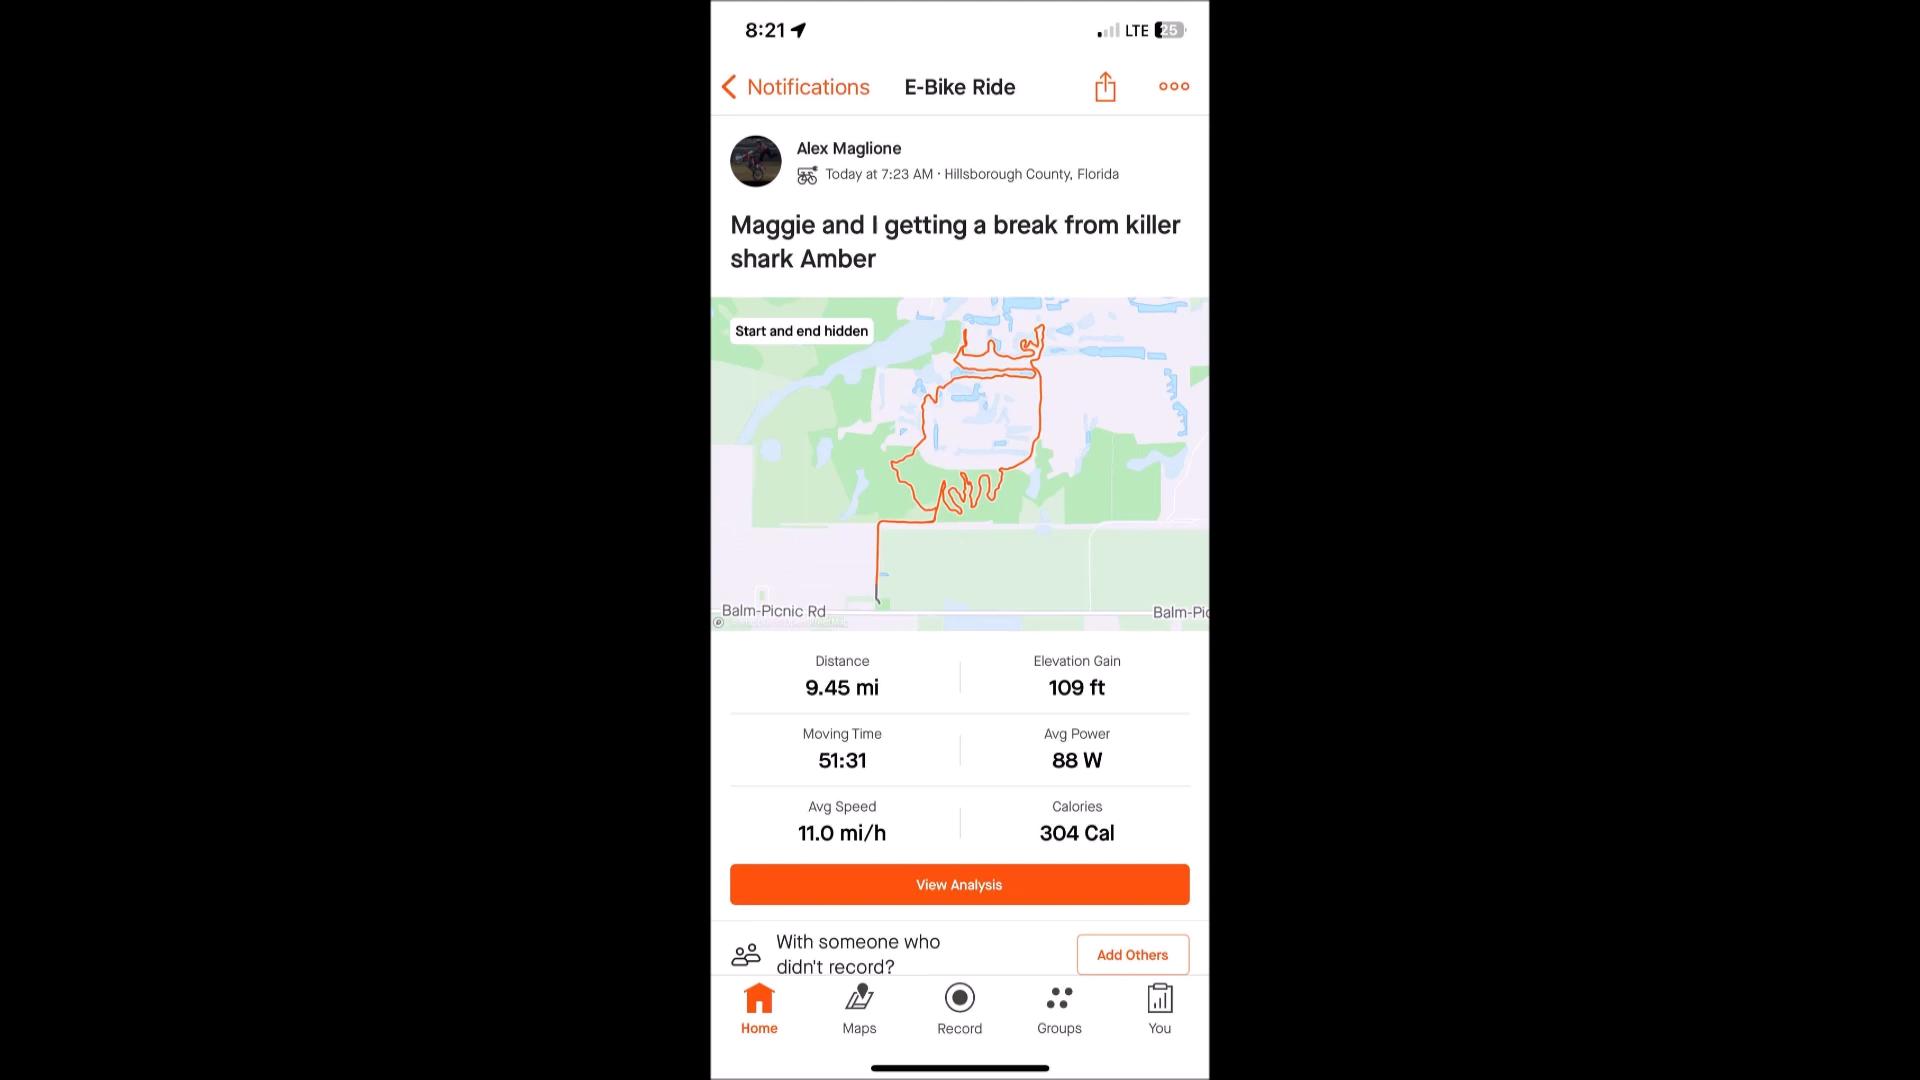 8:21
LTE 25
Notifications
E-Bike Ride
Alex Maglione
Today at 7:23 AM · Hillsborough County, Florida
Maggie and I getting a break from killer
shark Amber
Start and end hidden
Balm-Picnic Rd
Balm-Pic
Distance
9.45 mi
Elevation Gain
109 ft
Moving Time
51:31
Avg Power
88 W
Avg Speed
11.0 mi/h
Calories
304 Cal
View Analysis
With someone who
didn't record?
Add Others
Home
Maps
Record
Groups
You